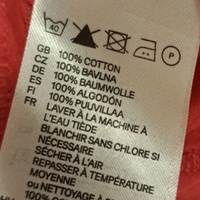 40
P
GB 100% COTTON
CZ 100% BAVLNA
DE 100% BAUMWOLLE
ES 100% ALGODÓN
FI 100% PUUVILLAA
FR LAVER À LA MACHINE À
L'EAU TIÈDE
BLANCHIR SANS CHLORE SI
NÉCESSAIRE
SÉCHER À L'AIR
REPASSER À TEMPÉRATURE
MOYENNE
OU NETTOYAGE À